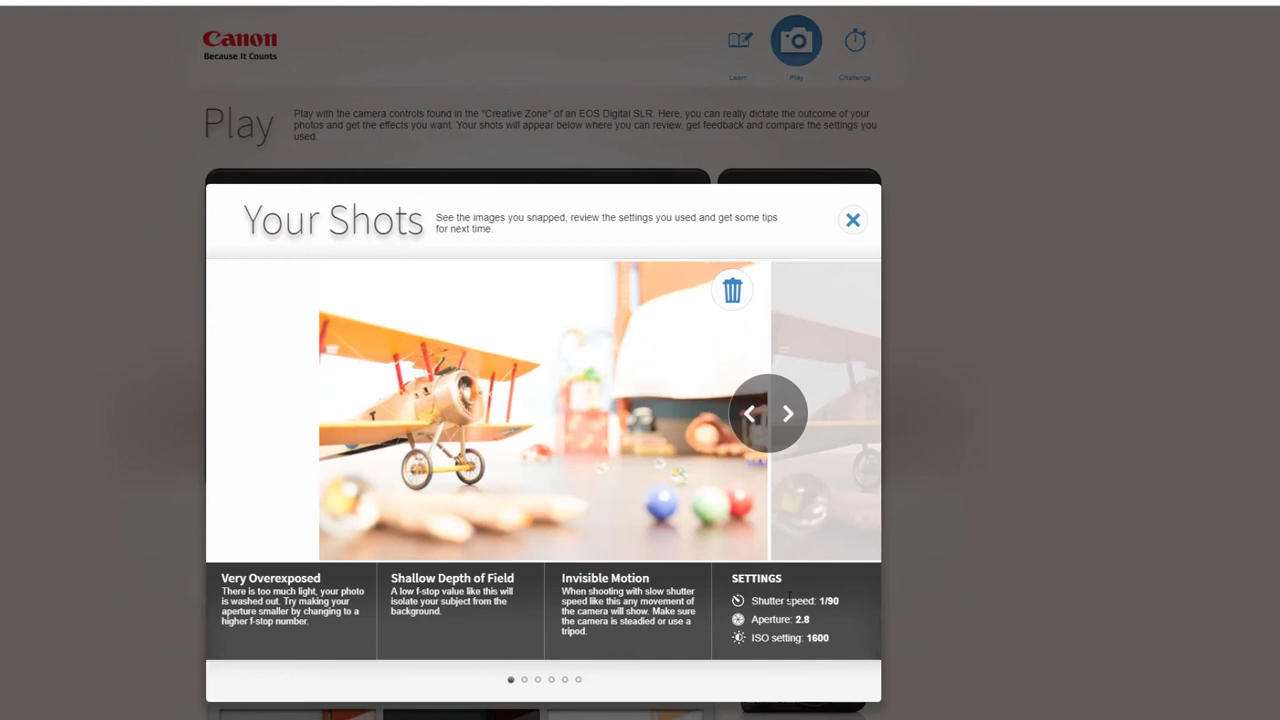 Canon
Because It Counts
Learn
Play
Challenge
Play
Play with the camera controls found in the "Creative Zone" of an EOS Digital SLR. Here, you can really dictate the outcome of your
photos and get the effects you want. Your shots will appear below where you can review, get feedback and compare the settings you
used.
Your Shots
See the images you snapped, review the settings you used and get some tips
for next time.
Very Overexposed
There is too much light, your photo
is washed out. Try making your
aperture smaller by changing to a
higher f-stop number.
Shallow Depth of Field
A low f-stop value like this will
isolate your subject from the
background.
Invisible Motion
When shooting with slow shutter
speed like this any movement of
the camera will show. Make sure
the camera is steadied or use a
tripod.
SETTINGS
Shutter speed: 1/90
Aperture: 2.8
ISO setting: 1600